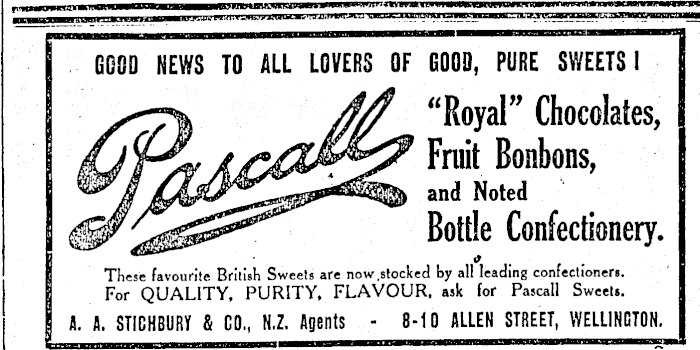 GOOD NEWS TO ALL LOVERS OF GOOD, PURE SWEETS!
Pascall
"Royal" Chocolates,
Fruit Bonbons,
and Noted
Bottle Confectionery.
These favourite British Sweets are now stocked by all leading confectioners.
For QUALITY, PURITY, FLAVOUR, ask for Pascall Sweets.
A. A. STICHBURY & CO., N.Z. Agents - 8-10 ALLEN STREET, WELLINGTON.